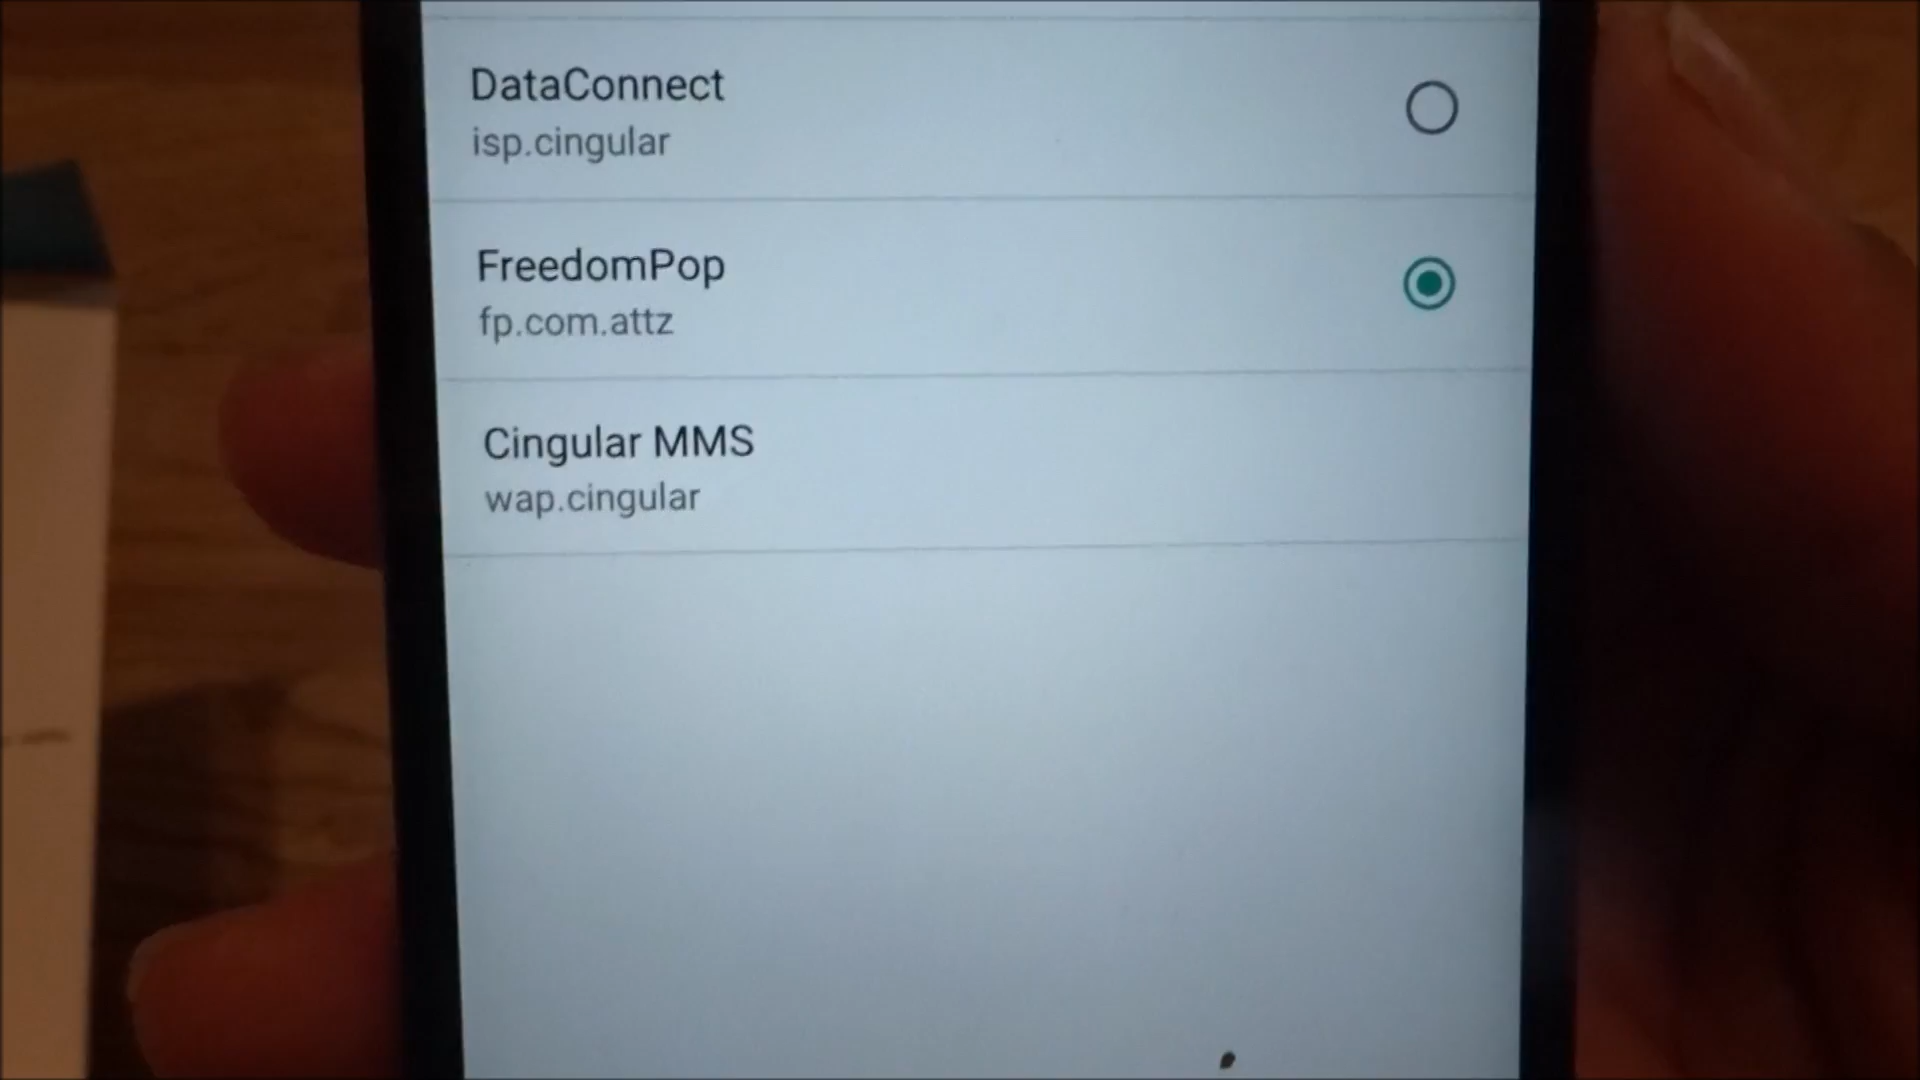 DataConnect
isp.cingular
FreedomPop
fp.com.attz
Cingular MMS
wap.cingular